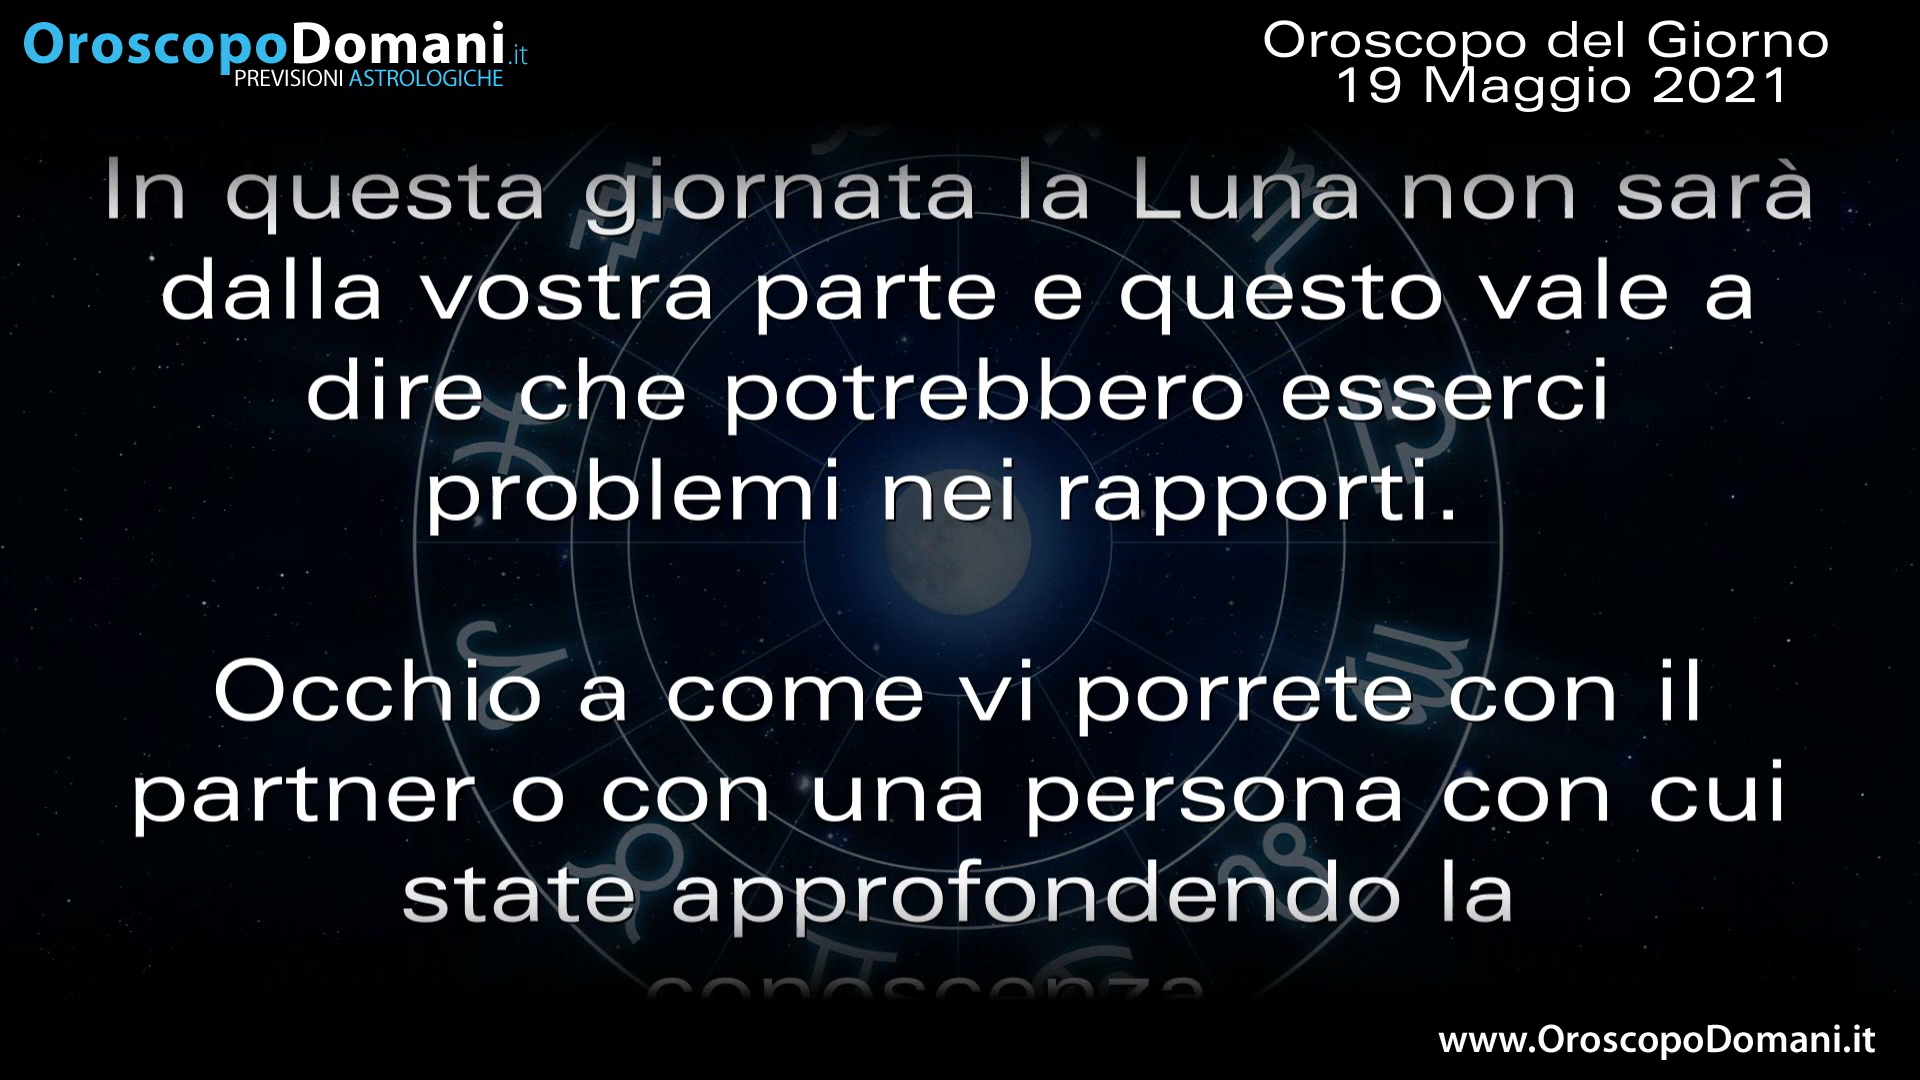 OroscopoDomani.it
PREVISIONI ASTROLOGICHE
Oroscopo del Giorno
19 Maggio 2021
In questa giornata la Luna non sarà
dalla vostra parte e questo vale a
dire che potrebbero esserci
problemi nei rapporti.
Occhio a come vi porrete con il
partner o con una persona con cui
state approfondendo la
conoscenza
www.OroscopoDomani.it